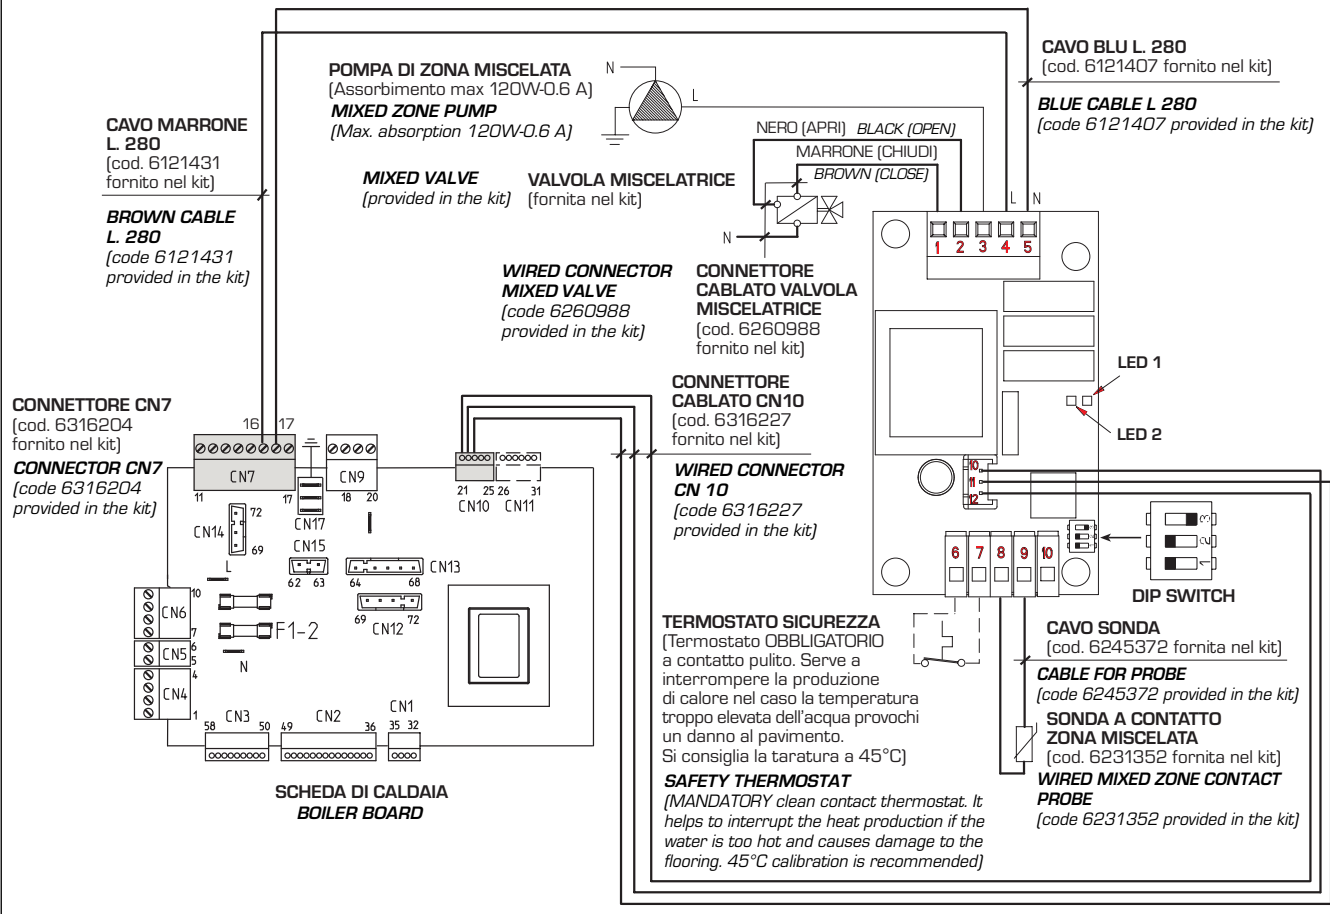 CAVO BLU L. 280
(cod. 6121407 fornito nel kit)
BLUE CABLE L 280
(code 6121407 provided in the kit)
POMPA DI ZONA MISCELATA
(Assorbimento max 120W-0.6 A)
MIXED ZONE PUMP
(Max. absorption 120W-0.6 A)
N
L
CAVO MARRONE
L. 280
(cod. 6121431
fornito nel kit)
BROWN CABLE
L. 280
(code 6121431
provided in the kit)
NERO (APRI) BLACK (OPEN)
MARRONE (CHIUDI)
BROWN (CLOSE)
MIXED VALVE
(provided in the kit)
VALVOLA MISCELATRICE
(fornita nel kit)
N
L N
1 2 3 4 5
WIRED CONNECTOR
MIXED VALVE
(code 6260988
provided in the kit)
CONNETTORE
CABLATO VALVOLA
MISCELATRICE
(cod. 6260988
fornito nel kit)
LED 1
LED 2
CONNETTORE
CABLATO CN10
(cod. 6316227
fornito nel kit)
WIRED CONNECTOR
CN 10
(code 6316227
provided in the kit)
CONNETTORE CN7
(cod. 6316204
fornito nel kit)
CONNECTOR CN7
(code 6316204
provided in the kit)
16 17
CN7
11 17
CN9
18 20
21 25 26 31
CN10 CN11
CN17
72
CN14
69
CN15
62 63
CN13
64 68
69 72
CN12
L
F1-2
N
10
CN6
7
6
CN5
5
4
CN4
1
58 CN3 50
49 CN2 36
CN1
35 32
SCHEDA DI CALDAIA
BOILER BOARD
10
11
12
6 7 8 9 10
3
2
1
DIP SWITCH
TERMOSTATO SICUREZZA
(Termostato OBBLIGATORIO
a contatto pulito. Serve a
interrompere la produzione
di calore nel caso la temperatura
troppo elevata dell'acqua provochi
un danno al pavimento.
Si consiglia la taratura a 45°C)
SAFETY THERMOSTAT
(MANDATORY clean contact thermostat. It
helps to interrupt the heat production if the
water is too hot and causes damage to the
flooring. 45°C calibration is recommended)
CAVO SONDA
(cod. 6245372 fornita nel kit)
CABLE FOR PROBE
(code 6245372 provided in the kit)
SONDA A CONTATTO
ZONA MISCELATA
(cod. 6231352 fornita nel kit)
WIRED MIXED ZONE CONTACT
PROBE
(code 6231352 provided in the kit)